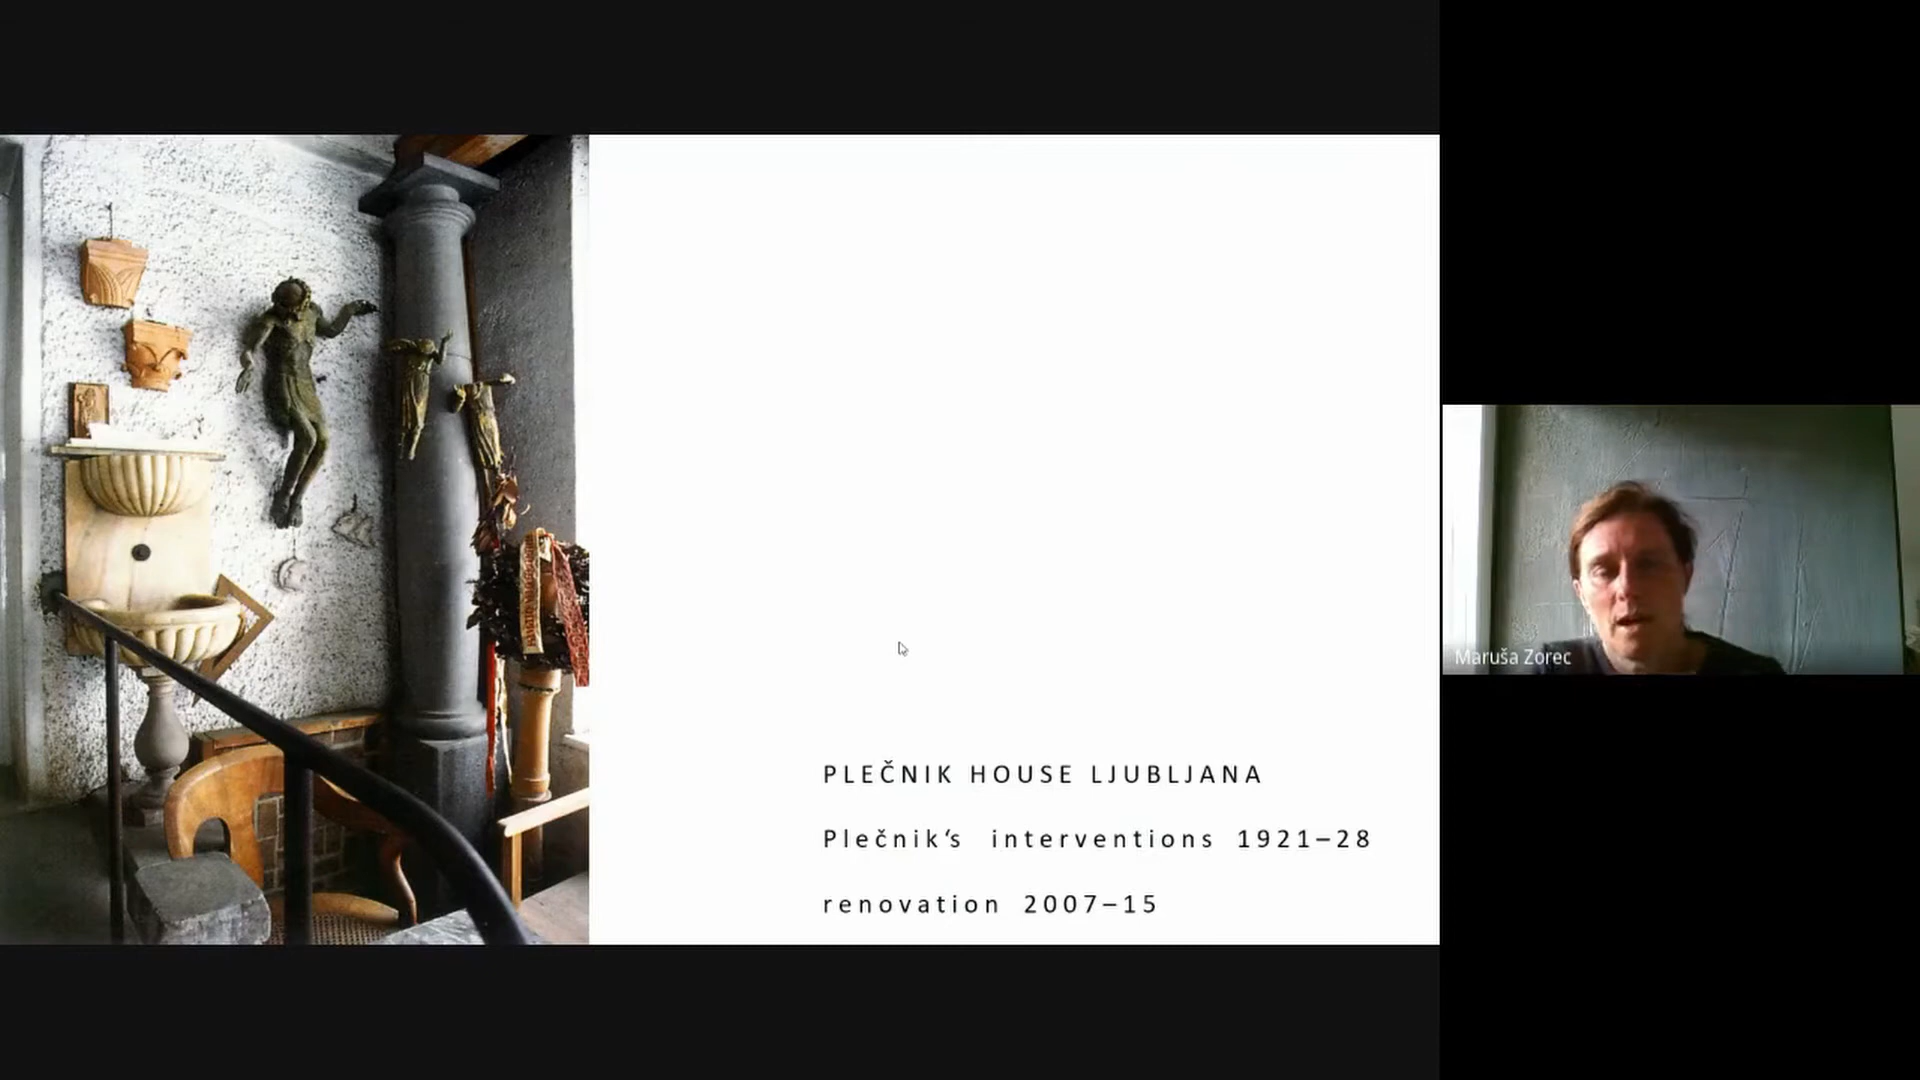 PLEČNIK HOUSE LJUBLJANA
Plečnik‘s interventions 1921–28
renovation 2007–15
Maruša Zorec